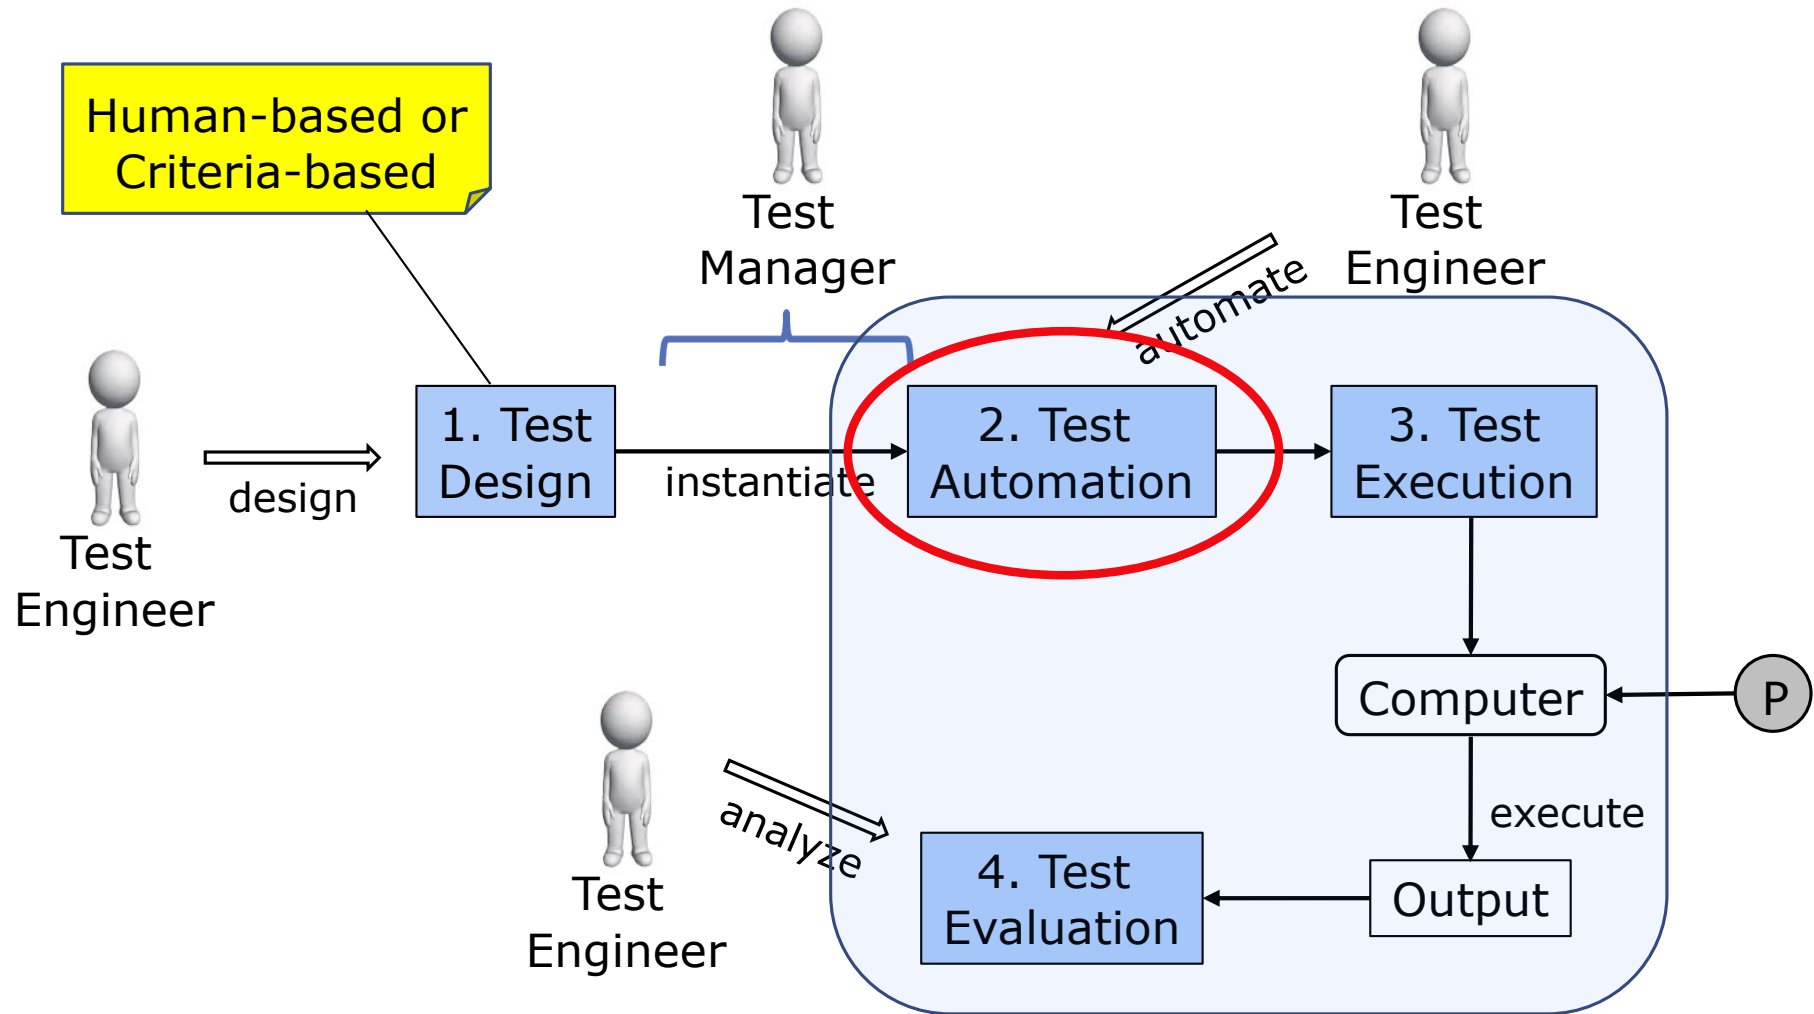 Human-based or
Criteria-based
Test
Manager
Test
Engineer
automate
Test
Engineer
design
1. Test
Design
instantiate
2. Test
Automation
3. Test
Execution
Computer
P
execute
Output
4. Test
Evaluation
analyze
Test
Engineer